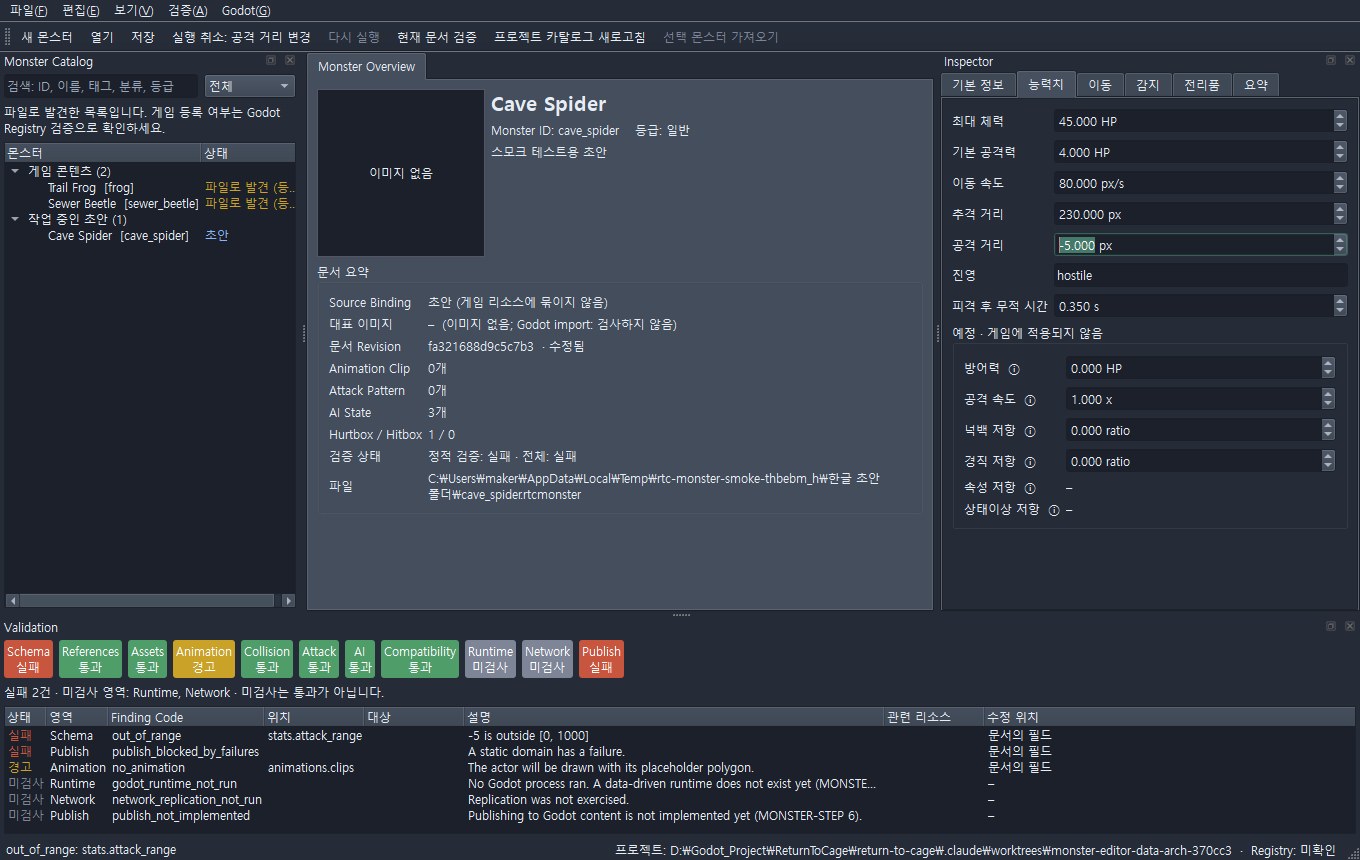 파일(F) 편집(E) 보기(V) 검증(A) Godot(G)
새 몬스터 열기 저장 실행 취소: 공격 거리 변경 다시 실행 현재 문서 검증 프로젝트 카탈로그 새로고침 선택 몬스터 가져오기
Monster Catalog
검색: ID, 이름, 태그, 분류, 등급 전체
파일로 발견한 목록입니다. 게임 등록 여부는 Godot
Registry 검증으로 확인하세요.
몬스터 상태
게임 콘텐츠 (2)
Trail Frog [frog] 파일로 발견 (등..
Sewer Beetle [sewer_beetle] 파일로 발견 (등..
작업 중인 초안 (1)
Cave Spider [cave_spider] 초안
Monster Overview
이미지 없음
Cave Spider
Monster ID: cave_spider 등급: 일반
스모크 테스트용 초안
문서 요약
Source Binding 초안 (게임 리소스에 묶이지 않음)
대표 이미지 – (이미지 없음; Godot import: 검사하지 않음)
문서 Revision fa321688d9c5c7b3 · 수정됨
Animation Clip 0개
Attack Pattern 0개
AI State 3개
Hurtbox / Hitbox 1 / 0
검증 상태 정적 검증: 실패 · 전체: 실패
파일 C:₩Users₩maker₩AppData₩Local₩Temp₩rtc-monster-smoke-thbebm_h₩한글 초안
폴더₩cave_spider.rtcmonster
Inspector
기본 정보 능력치 이동 감지 전리품 요약
최대 체력 45.000 HP
기본 공격력 4.000 HP
이동 속도 80.000 px/s
추격 거리 230.000 px
공격 거리 -5.000 px
진영 hostile
피격 후 무적 시간 0.350 s
예정 · 게임에 적용되지 않음
방어력 ⓘ 0.000 HP
공격 속도 ⓘ 1.000 x
넉백 저항 ⓘ 0.000 ratio
경직 저항 ⓘ 0.000 ratio
속성 저항 ⓘ –
상태이상 저항 ⓘ –
Validation
Schema 실패
References 통과
Assets 통과
Animation 경고
Collision 통과
Attack 통과
AI 통과
Compatibility 통과
Runtime 미검사
Network 미검사
Publish 실패
실패 2건 · 미검사 영역: Runtime, Network · 미검사는 통과가 아닙니다.
상태 영역 Finding Code 위치 대상 설명 관련 리소스 수정 위치
실패 Schema out_of_range stats.attack_range -5 is outside [0, 1000] 문서의 필드
실패 Publish publish_blocked_by_failures A static domain has a failure. 문서의 필드
경고 Animation no_animation animations.clips The actor will be drawn with its placeholder polygon. 문서의 필드
미검사 Runtime godot_runtime_not_run No Godot process ran. A data-driven runtime does not exist yet (MONSTE... –
미검사 Network network_replication_not_run Replication was not exercised. –
미검사 Publish publish_not_implemented Publishing to Godot content is not implemented yet (MONSTER-STEP 6). –
out_of_range: stats.attack_range 프로젝트: D:₩Godot_Project₩ReturnToCage₩return-to-cage₩.claude₩worktrees₩monster-editor-data-arch-370cc3 · Registry: 미확인